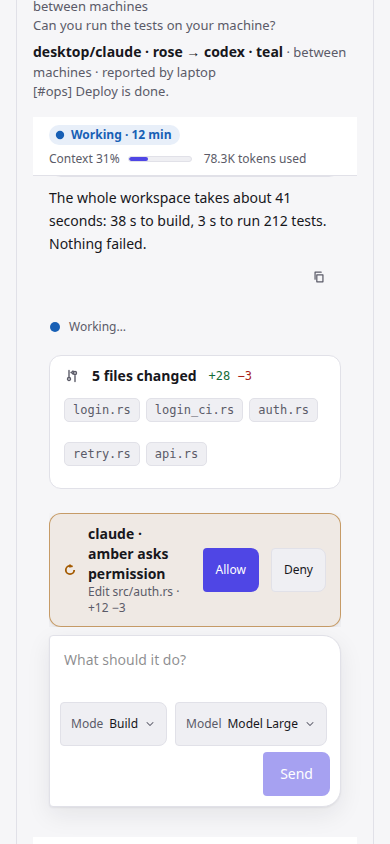 between machines
Can you run the tests on your machine?
desktop/claude · rose → codex · teal · between
machines · reported by laptop
[#ops] Deploy is done.
Working · 12 min
Context 31% 78.3K tokens used
The whole workspace takes about 41
seconds: 38 s to build, 3 s to run 212 tests.
Nothing failed.
Working...
5 files changed +28 −3
login.rs login_ci.rs auth.rs
retry.rs api.rs
claude ·
amber asks
permission
Edit src/auth.rs ·
+12 −3
Allow Deny
What should it do?
Mode Build Model Model Large
Send